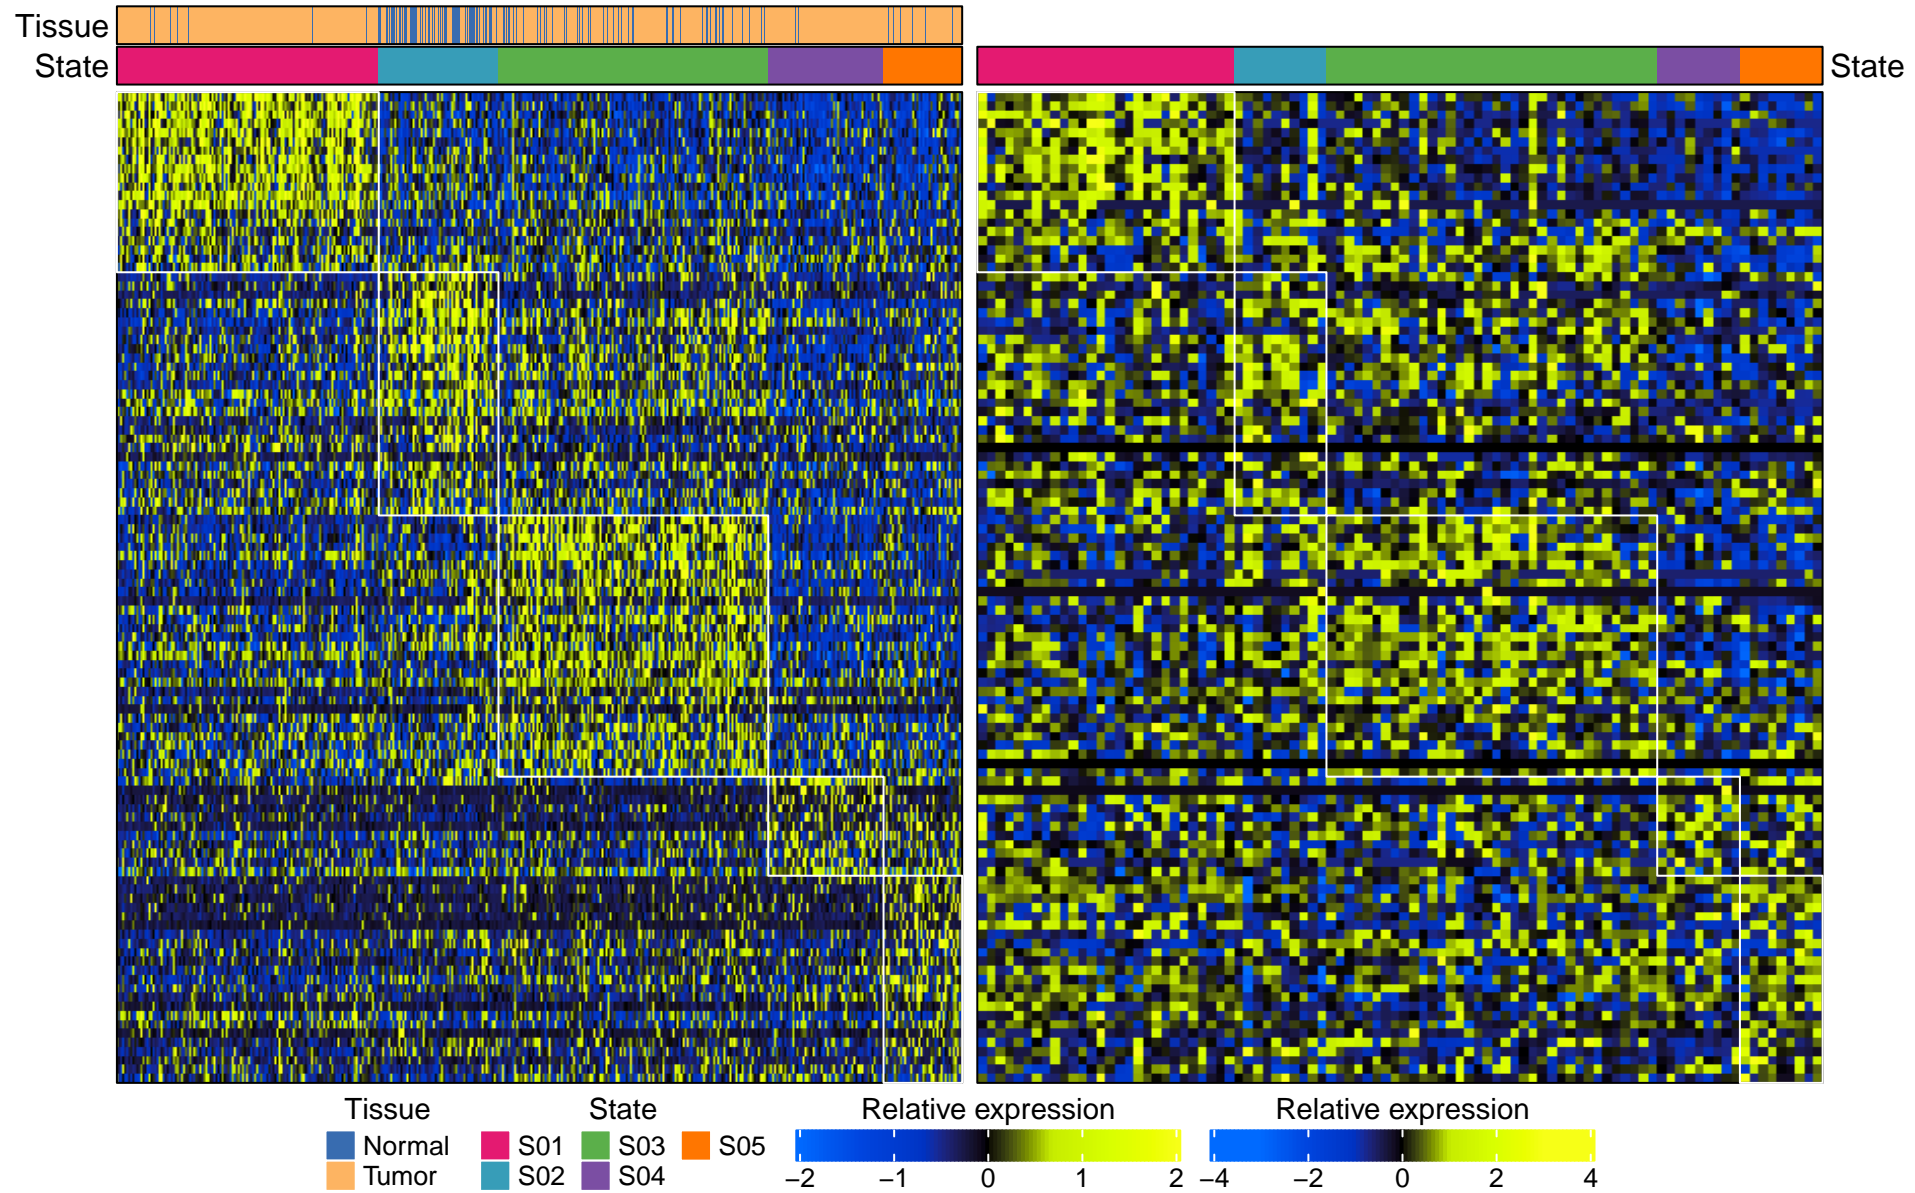 Tissue
State
State
Tissue
Normal
Tumor
State
S01
S02
S03
S04
S05
Relative expression
−2 −1 0 1 2
Relative expression
−4 −2 0 2 4